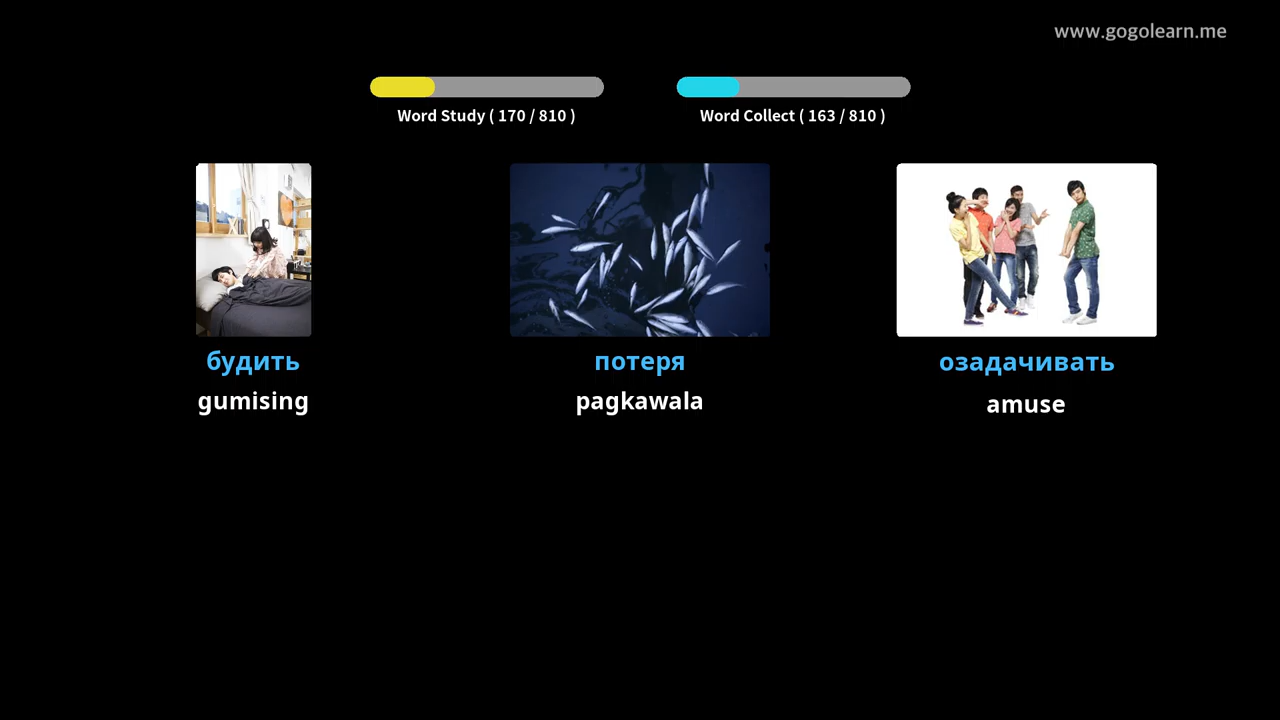 www.gogolearn.me
Word Study ( 170 / 810 )
Word Collect ( 163 / 810 )
будить
gumising
потеря
pagkawala
озадачивать
amuse